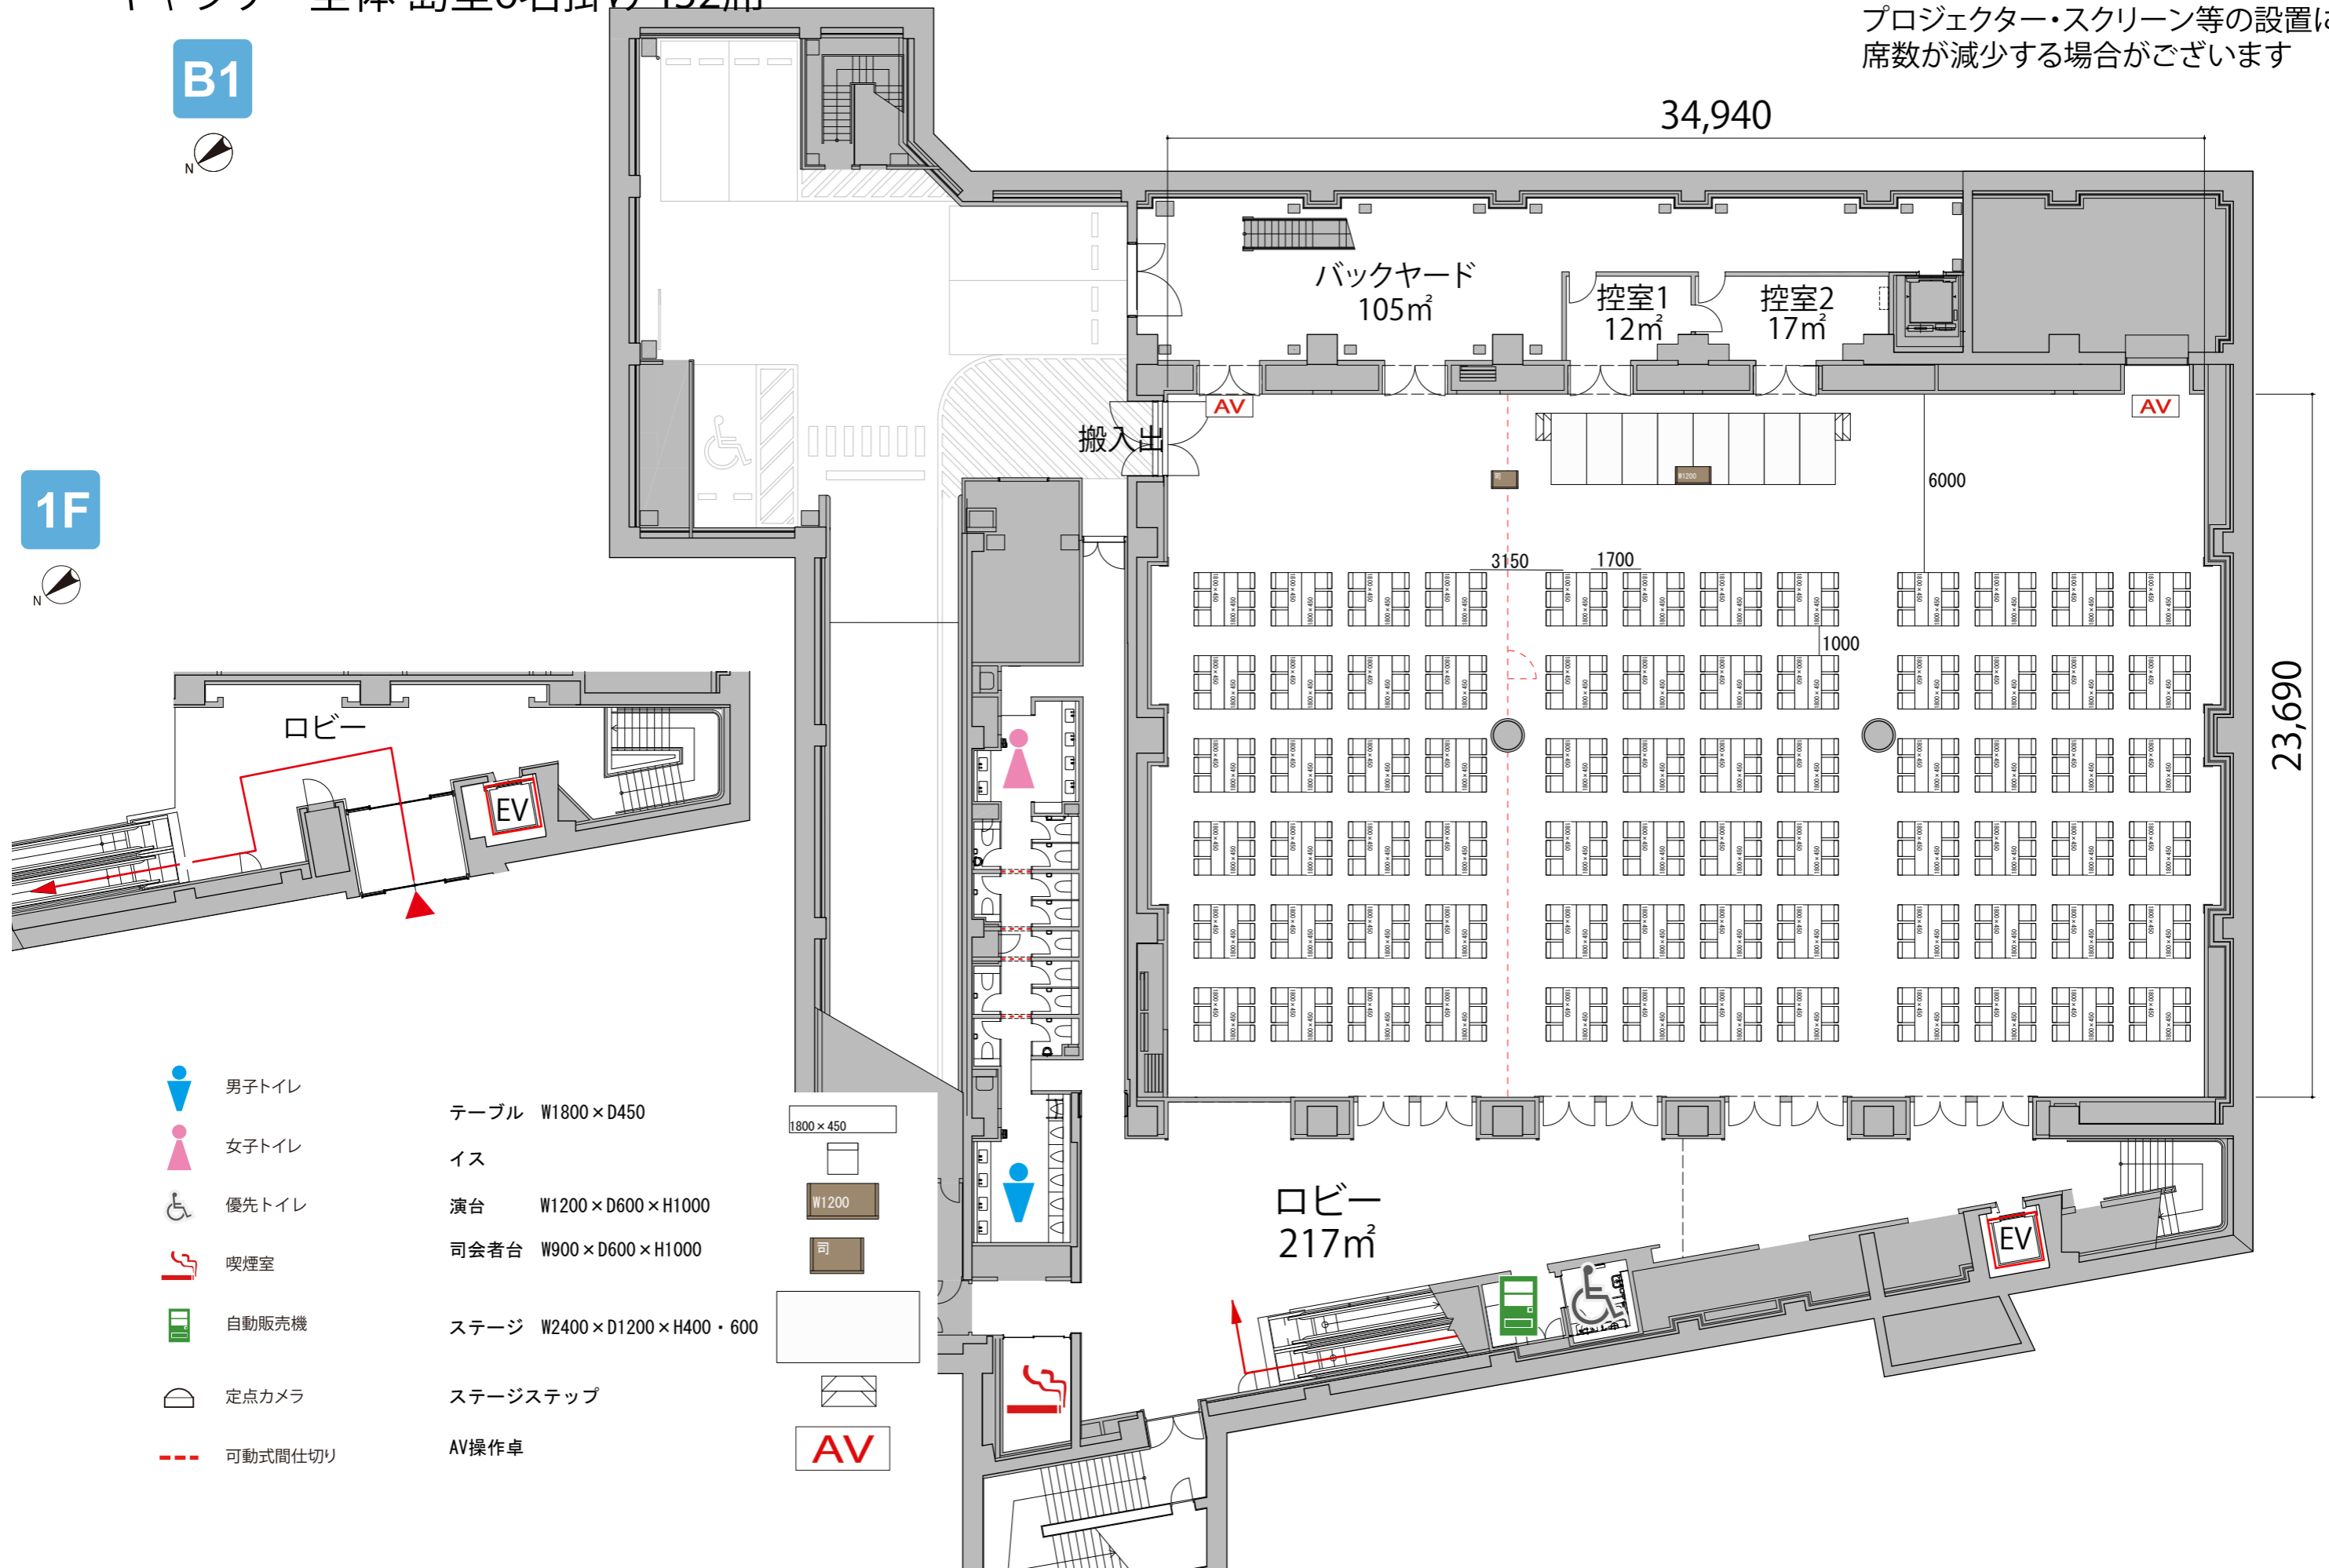 プロジェクター・スクリーン等の設置に
席数が減少する場合がございます
B1
N
34,940
バックヤード
105㎡
控室1
12㎡
控室2
17㎡
AV
AV
搬入出
司
W1200
6000
1F
N
3150
1700
1000
23,690
ロビー
EV
男子トイレ
女子トイレ
優先トイレ
喫煙室
自動販売機
定点カメラ
可動式間仕切り
テーブル W1800×D450
1800×450
イス
演台 W1200×D600×H1000
W1200
司会者台 W900×D600×H1000
司
ステージ W2400×D1200×H400・600
ステージステップ
AV操作卓
AV
ロビー
217㎡
EV